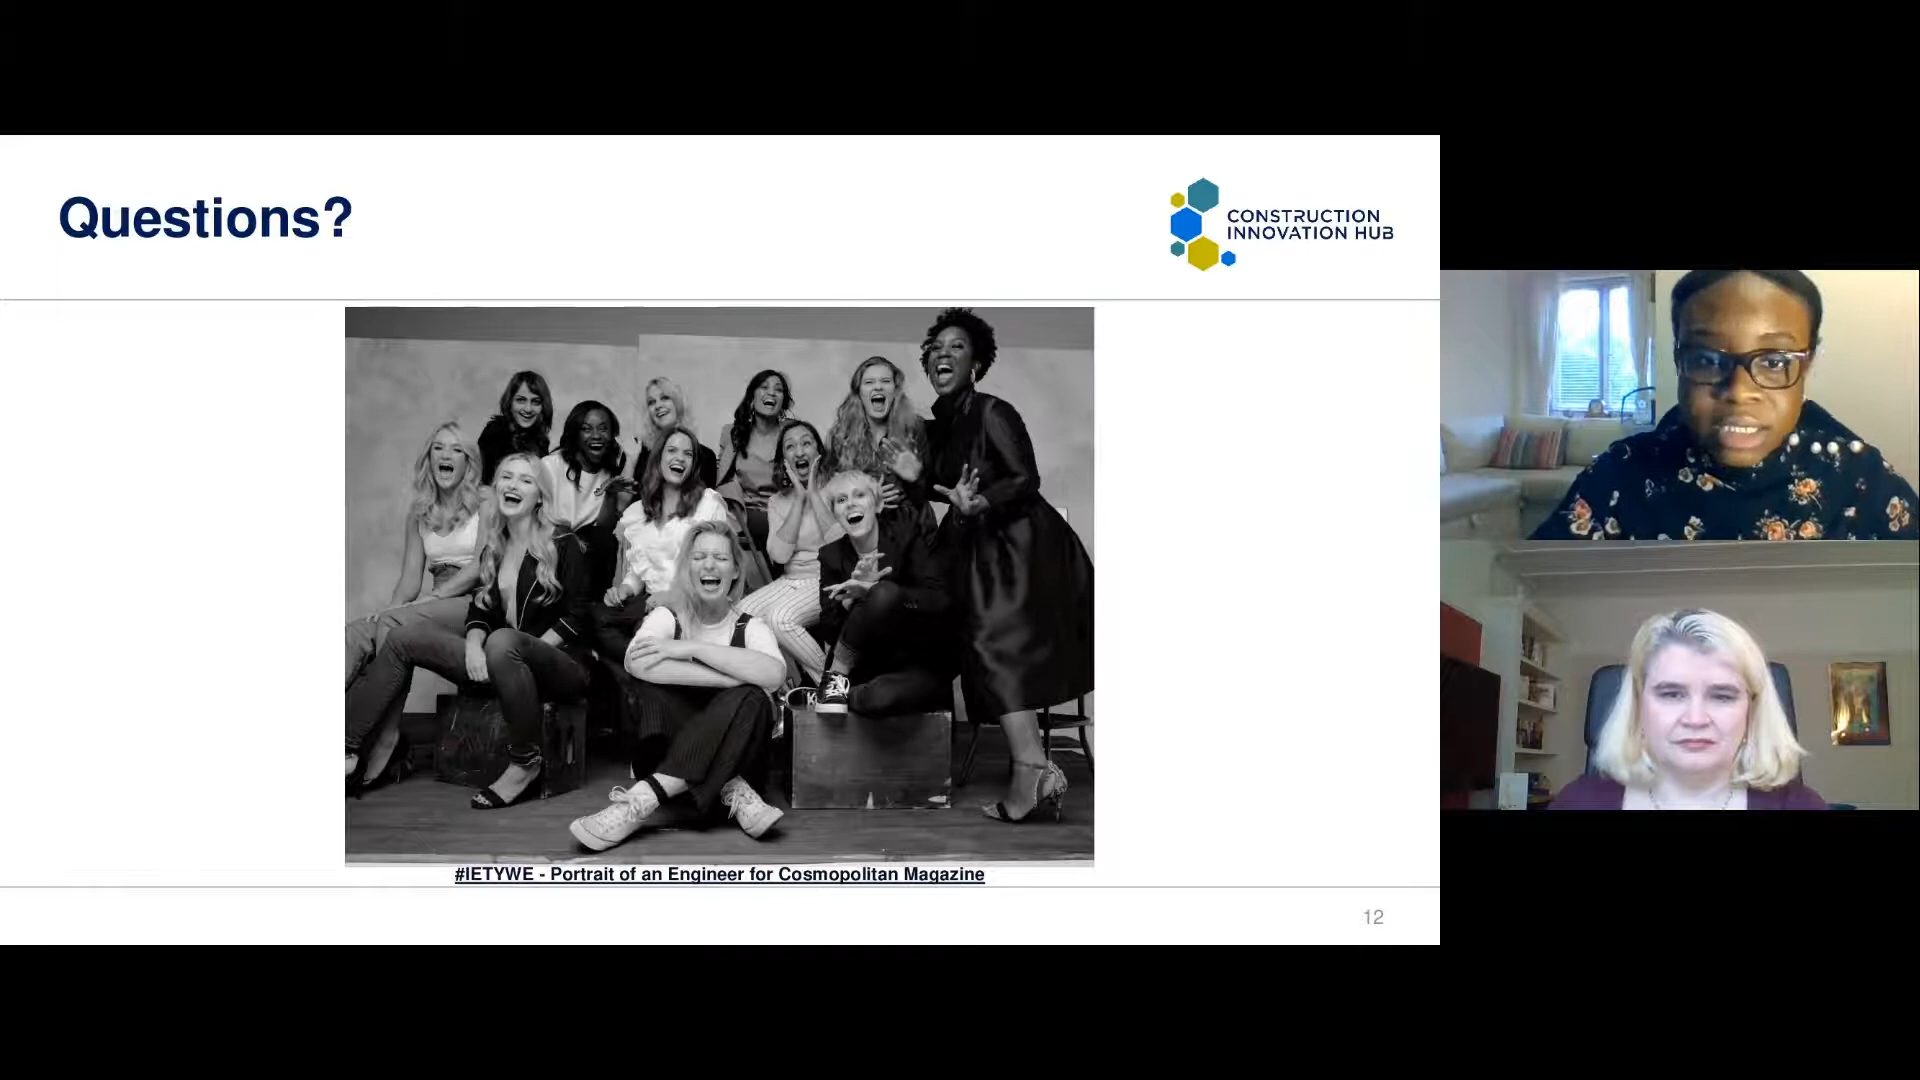 Questions?
CONSTRUCTION
INNOVATION HUB
#IETYWE - Portrait of an Engineer for Cosmopolitan Magazine
12